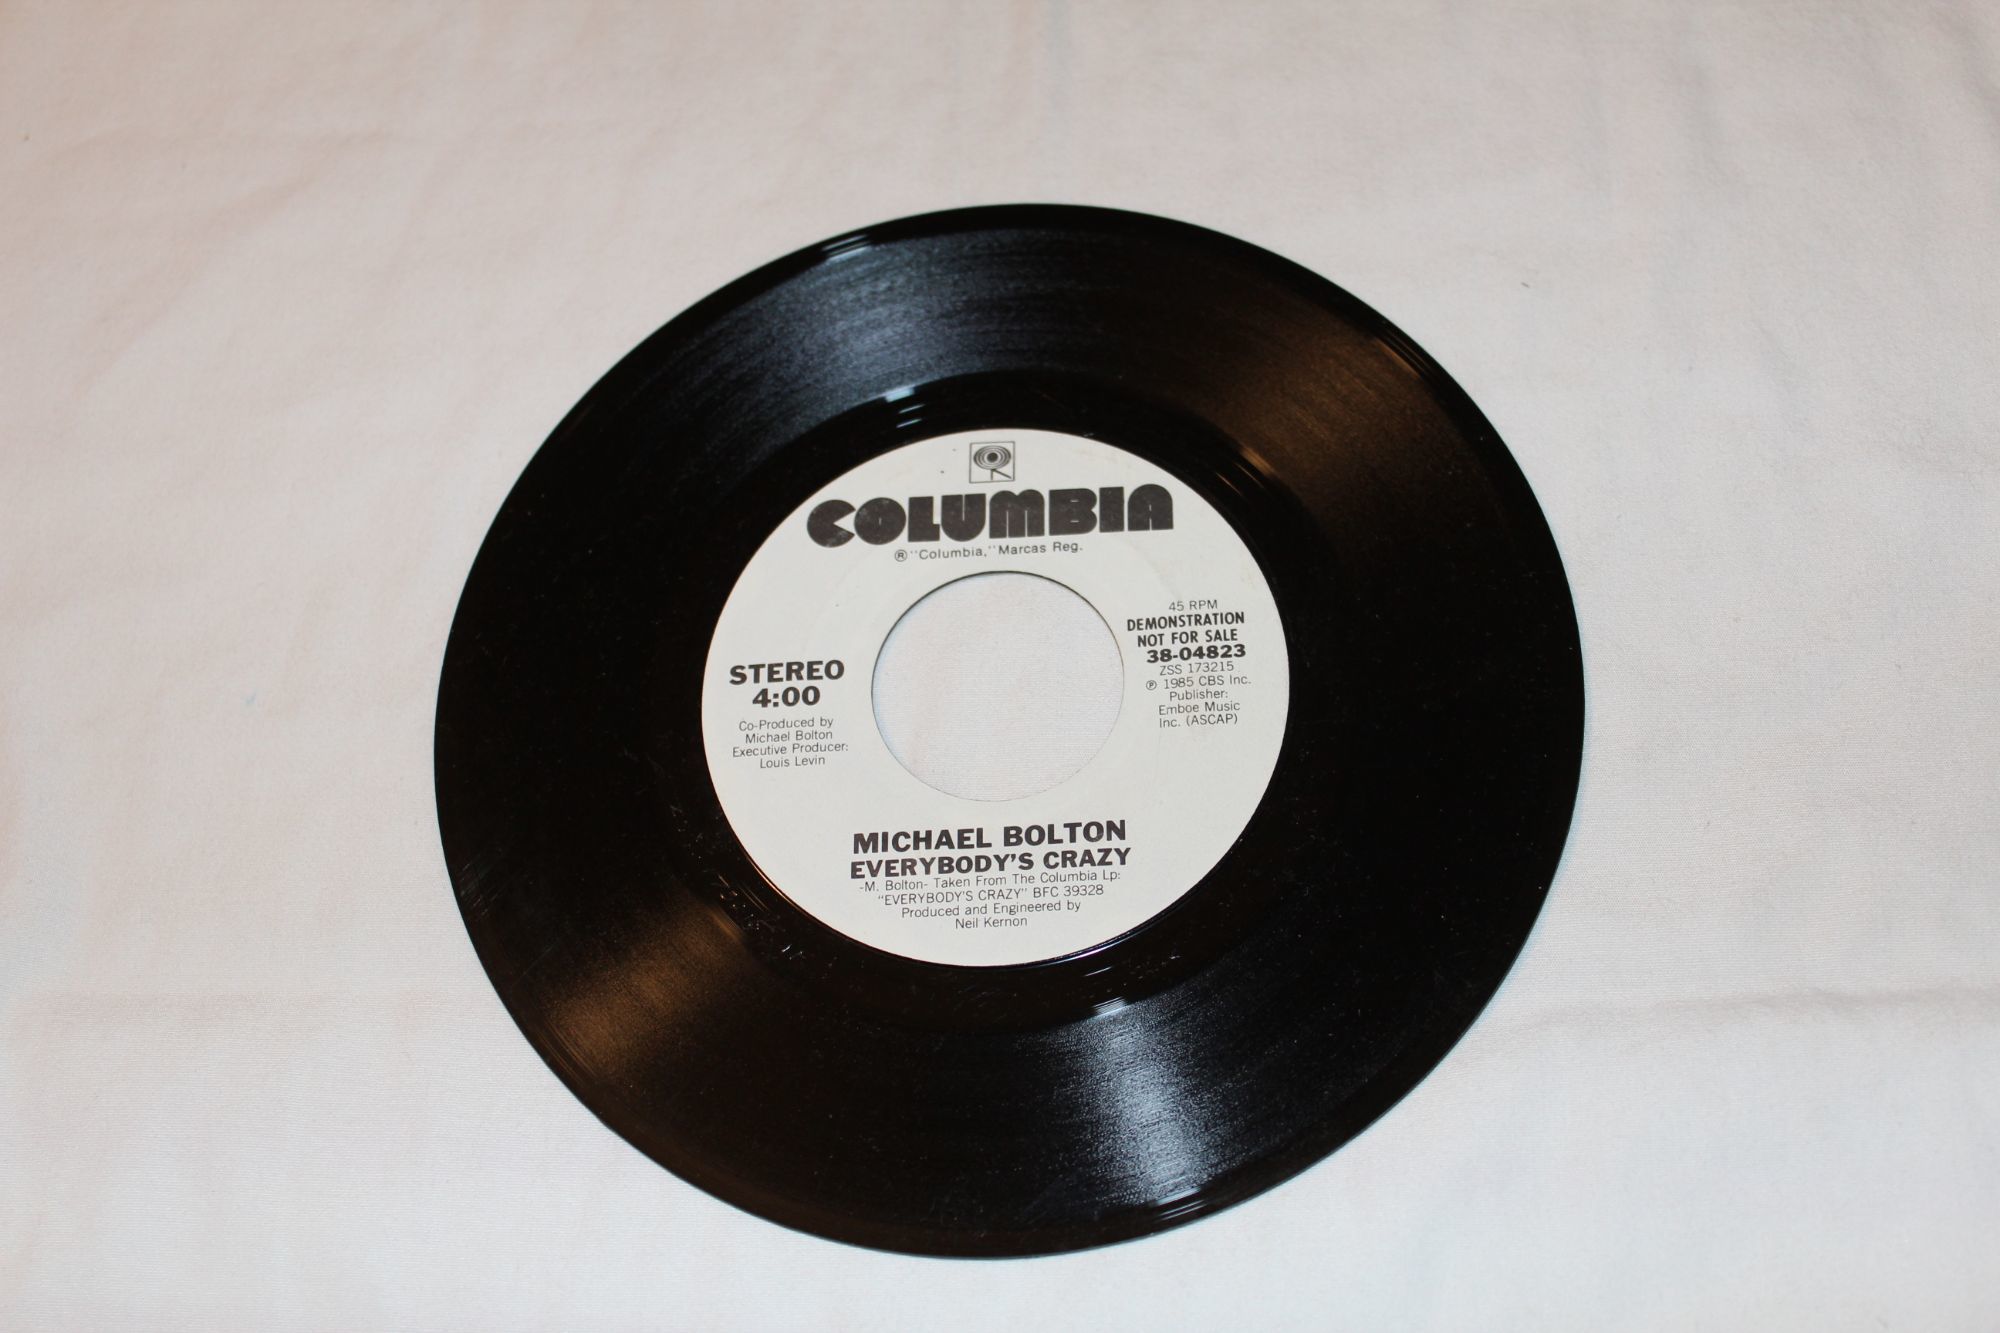 COLUMBIA
®"Columbia," Marcas Reg.
45 RPM
DEMONSTRATION
NOT FOR SALE
38-04823
ZSS 173215
℗ 1985 CBS Inc.
Publisher:
Emboe Music
Inc. (ASCAP)
STEREO
4:00
Co-Produced by
Michael Bolton
Executive Producer:
Louis Levin
MICHAEL BOLTON
EVERYBODY'S CRAZY
-M. Bolton- Taken From The Columbia Lp:
"EVERYBODY'S CRAZY" BFC 39328
Produced and Engineered by
Neil Kernon